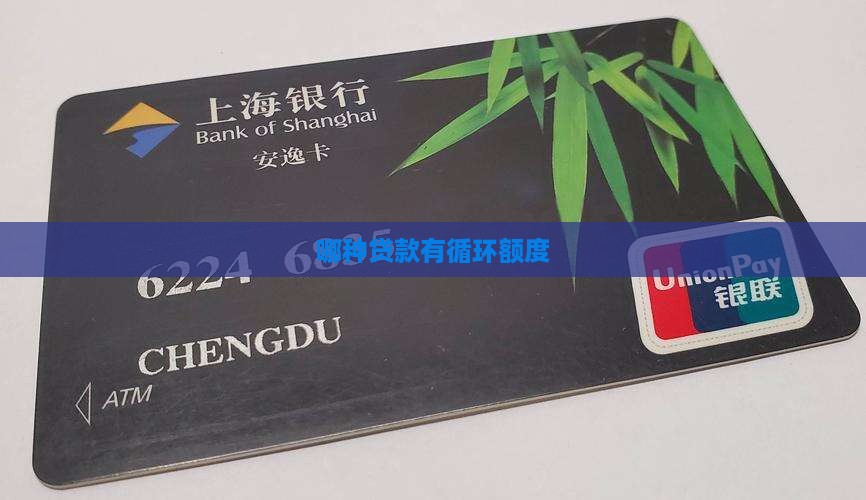 上海银行
Bank of Shanghai
安逸卡
哪种贷款有循环额度
6224 6835
UnionPay
银联
CHENGDU
ATM